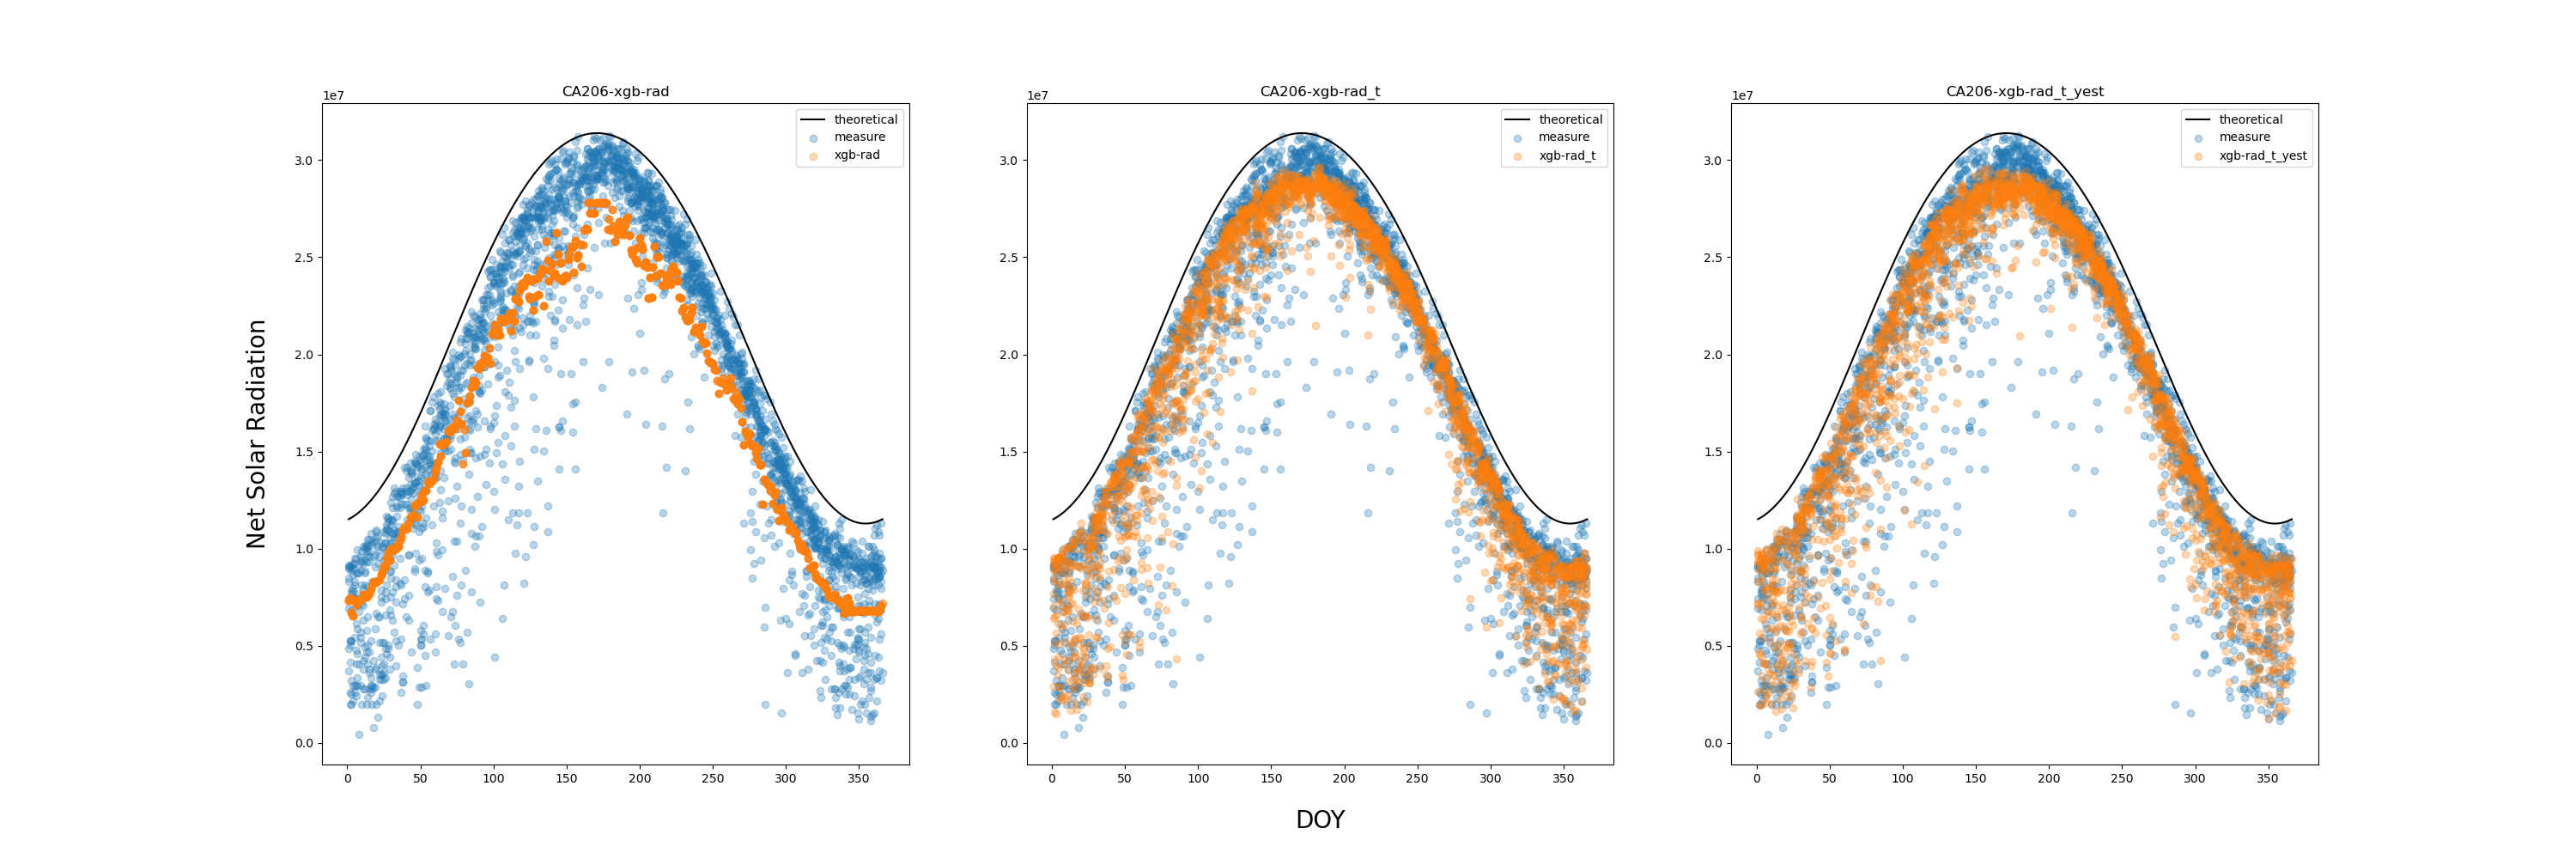 CA206-xgb-rad
1e7
theoretical
measure
xgb-rad
3.0
2.5
2.0
1.5
1.0
0.5
0.0
0 50 100 150 200 250 300 350
Net Solar Radiation
CA206-xgb-rad_t
1e7
theoretical
measure
xgb-rad_t
3.0
2.5
2.0
1.5
1.0
0.5
0.0
0 50 100 150 200 250 300 350
DOY
CA206-xgb-rad_t_yest
1e7
theoretical
measure
xgb-rad_t_yest
3.0
2.5
2.0
1.5
1.0
0.5
0.0
0 50 100 150 200 250 300 350